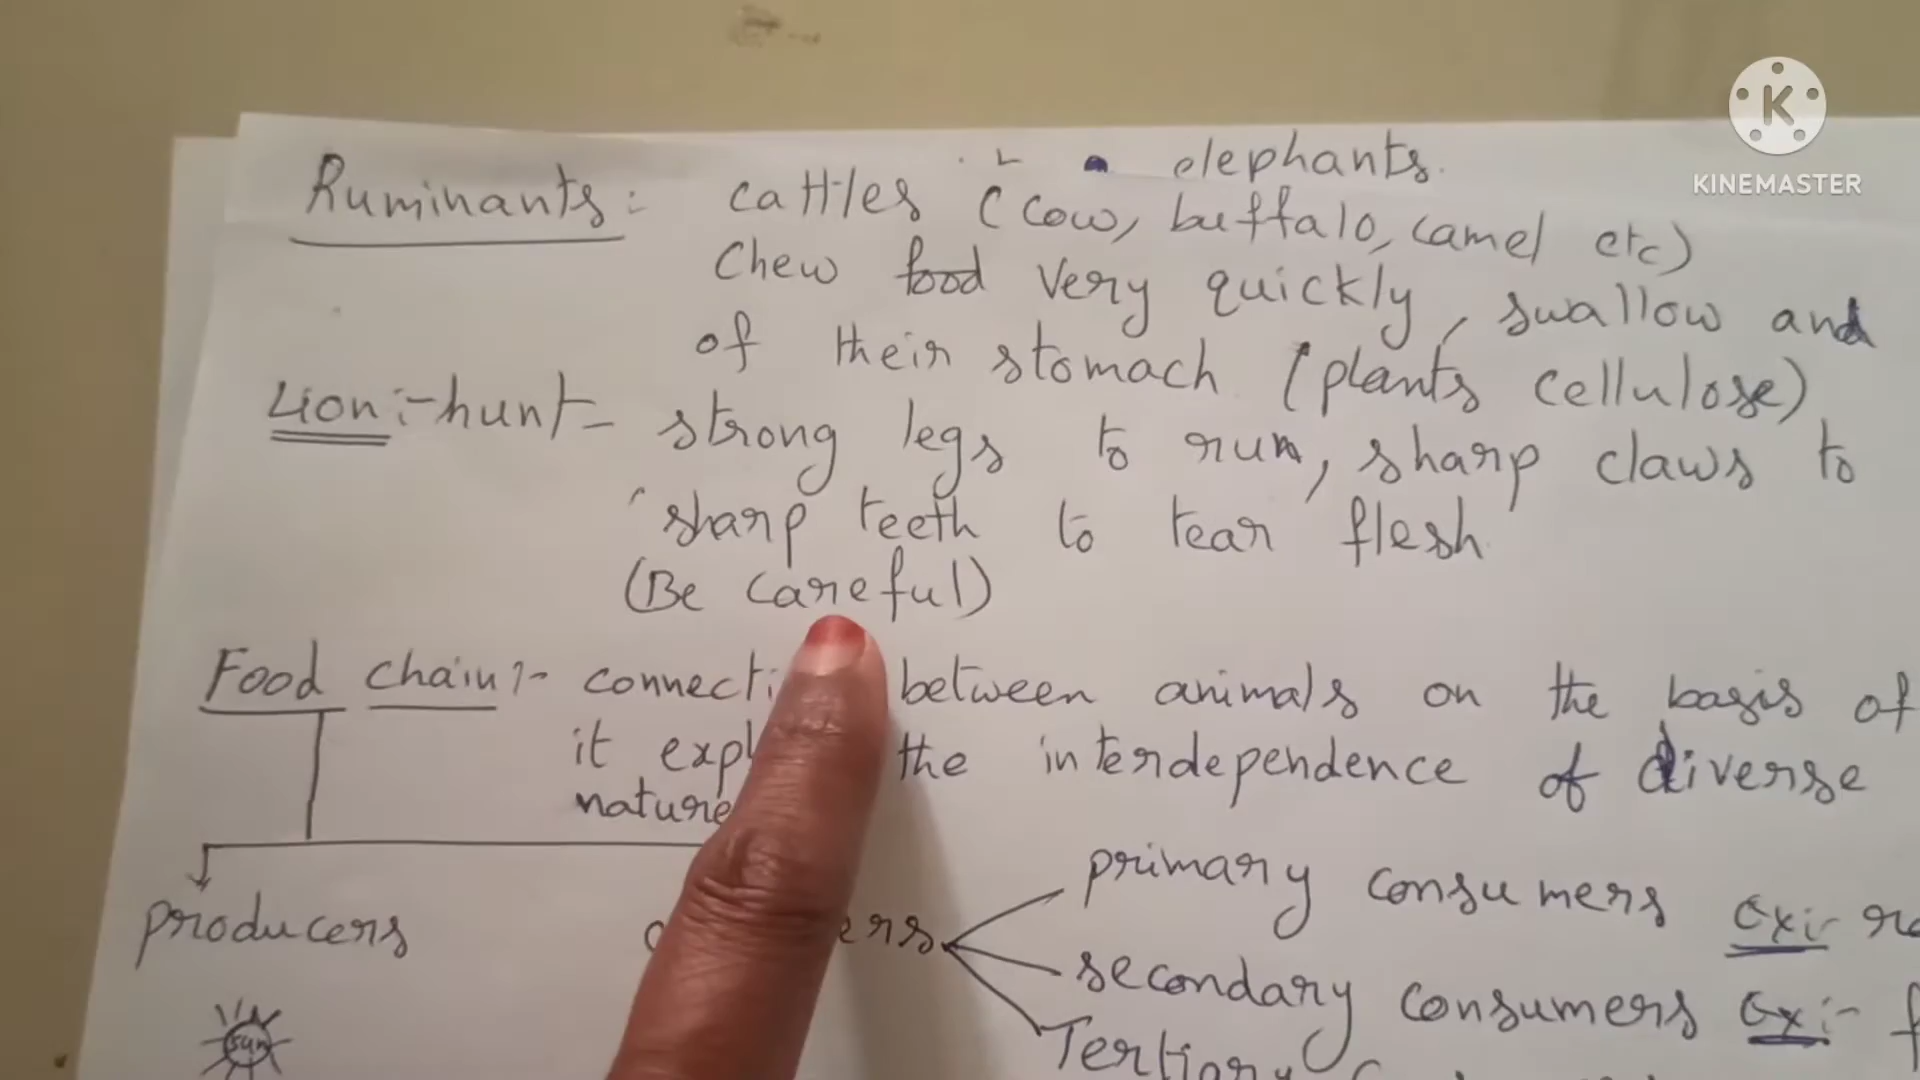 elephants.
Ruminants: cattles (cow, buffalo, camel etc)
Chew food very quickly, swallow and
of their stomach (plants cellulose)
Lion :- hunt - strong legs to run, sharp claws to
sharp teeth to tear flesh
(Be careful)
Food chain :- between animals on the basis of
it the interdependence of diverse
nature
producers
primary consumers Ex:-
secondary consumers Ex:-
Tertiary
sun
K
KINEMASTER